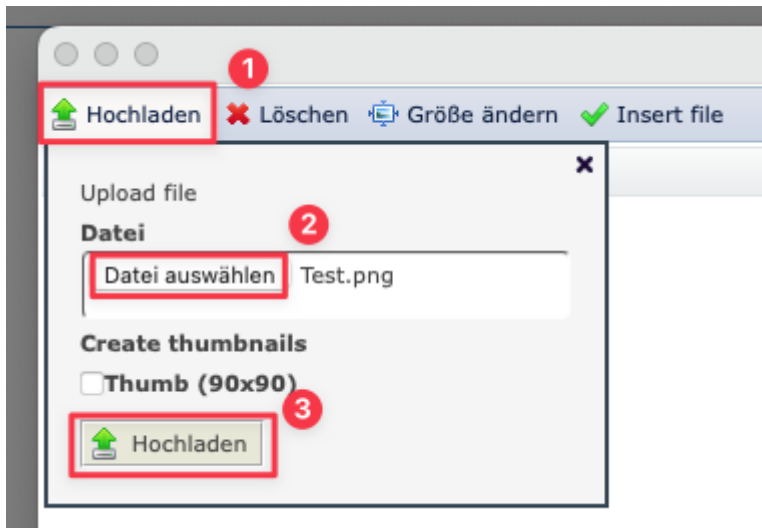 1
Hochladen Löschen Größe ändern Insert file
Upload file
2
Datei
Datei auswählen Test.png
Create thumbnails
Thumb (90x90)
3
Hochladen